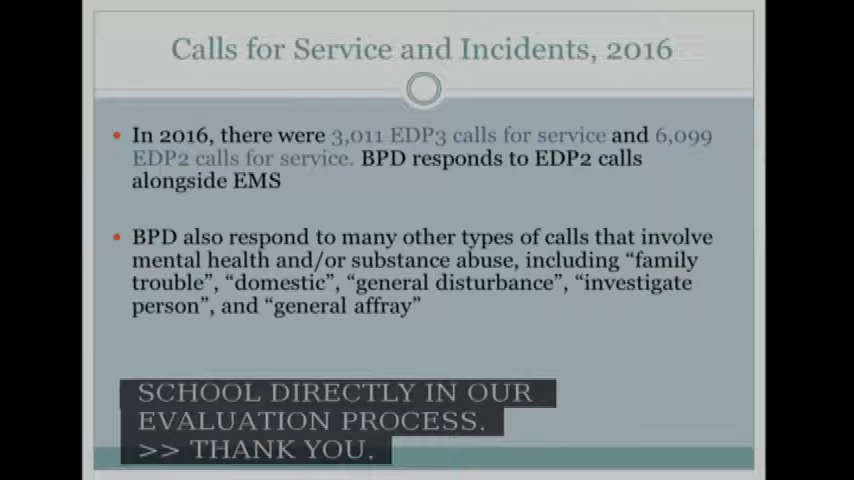 Calls for Service and Incidents, 2016
• In 2016, there were 3,011 EDP3 calls for service and 6,099
EDP2 calls for service. BPD responds to EDP2 calls
alongside EMS
• BPD also respond to many other types of calls that involve
mental health and/or substance abuse, including “family
trouble”, “domestic”, “general disturbance”, “investigate
person”, and “general affray”
SCHOOL DIRECTLY IN OUR
EVALUATION PROCESS.
>> THANK YOU.